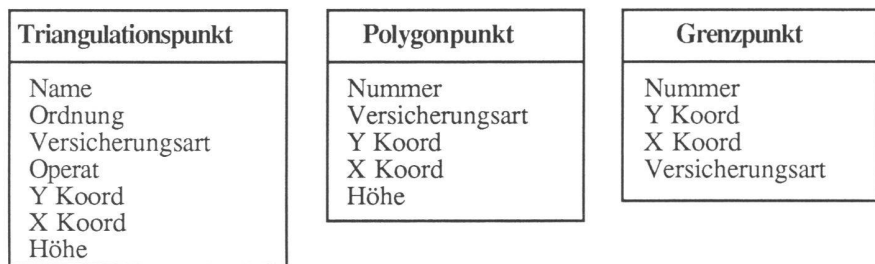 Triangulationspunkt
Name
Ordnung
Versicherungsart
Operat
Y Koord
X Koord
Höhe
Polygonpunkt
Nummer
Versicherungsart
Y Koord
X Koord
Höhe
Grenzpunkt
Nummer
Y Koord
X Koord
Versicherungsart